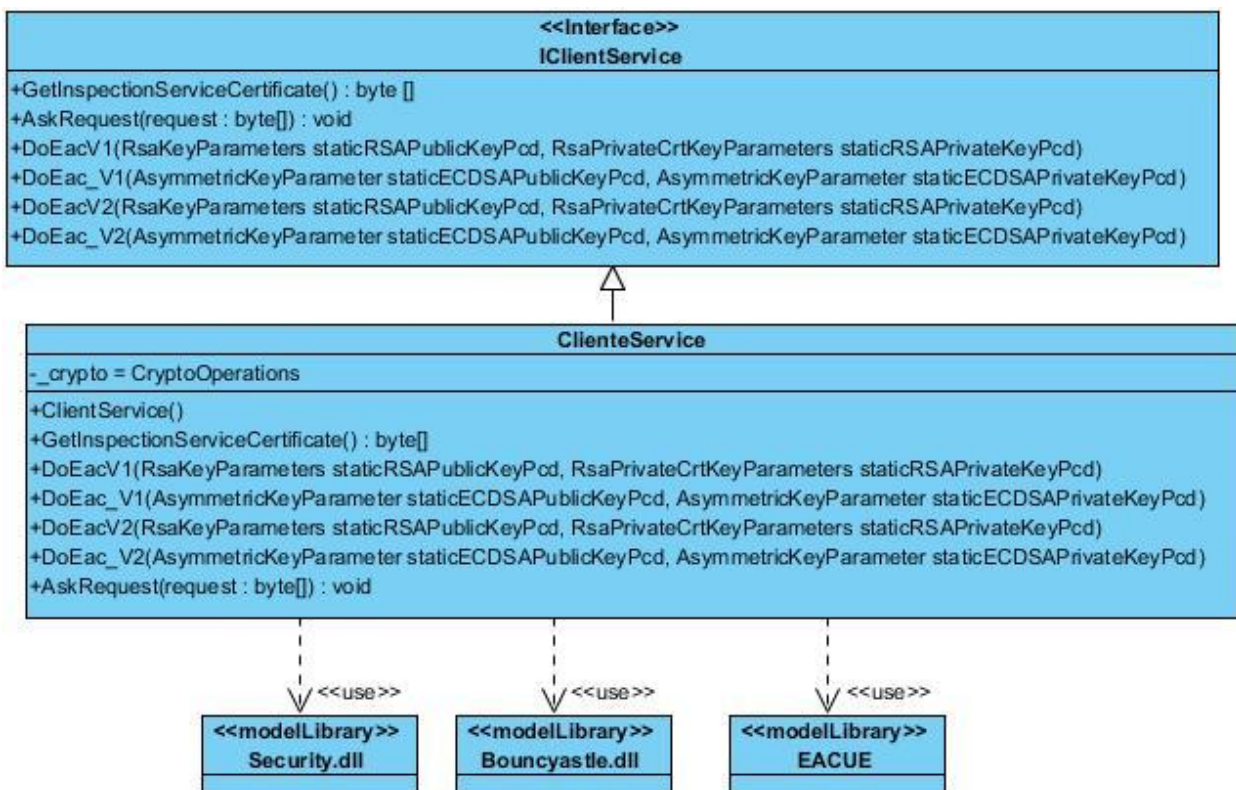 <<Interface>>
IClientService
+GetInspectionServiceCertificate() : byte []
+AskRequest(request : byte[]) : void
+DoEacV1(RsaKeyParameters staticRSAPublicKeyPcd, RsaPrivateCrtKeyParameters staticRSAPrivateKeyPcd)
+DoEac_V1(AsymmetricKeyParameter staticECDSAPublicKeyPcd, AsymmetricKeyParameter staticECDSAPrivateKeyPcd)
+DoEacV2(RsaKeyParameters staticRSAPublicKeyPcd, RsaPrivateCrtKeyParameters staticRSAPrivateKeyPcd)
+DoEac_V2(AsymmetricKeyParameter staticECDSAPublicKeyPcd, AsymmetricKeyParameter staticECDSAPrivateKeyPcd)
ClienteService
-_crypto = CryptoOperations
+ClientService()
+GetInspectionServiceCertificate() : byte[]
+DoEacV1(RsaKeyParameters staticRSAPublicKeyPcd, RsaPrivateCrtKeyParameters staticRSAPrivateKeyPcd)
+DoEac_V1(AsymmetricKeyParameter staticECDSAPublicKeyPcd, AsymmetricKeyParameter staticECDSAPrivateKeyPcd)
+DoEacV2(RsaKeyParameters staticRSAPublicKeyPcd, RsaPrivateCrtKeyParameters staticRSAPrivateKeyPcd)
+DoEac_V2(AsymmetricKeyParameter staticECDSAPublicKeyPcd, AsymmetricKeyParameter staticECDSAPrivateKeyPcd)
+AskRequest(request : byte[]) : void
<<use>>
<<use>>
<<use>>
<<modelLibrary>>
Security.dll
<<modelLibrary>>
Bouncyastle.dll
<<modelLibrary>>
EACUE